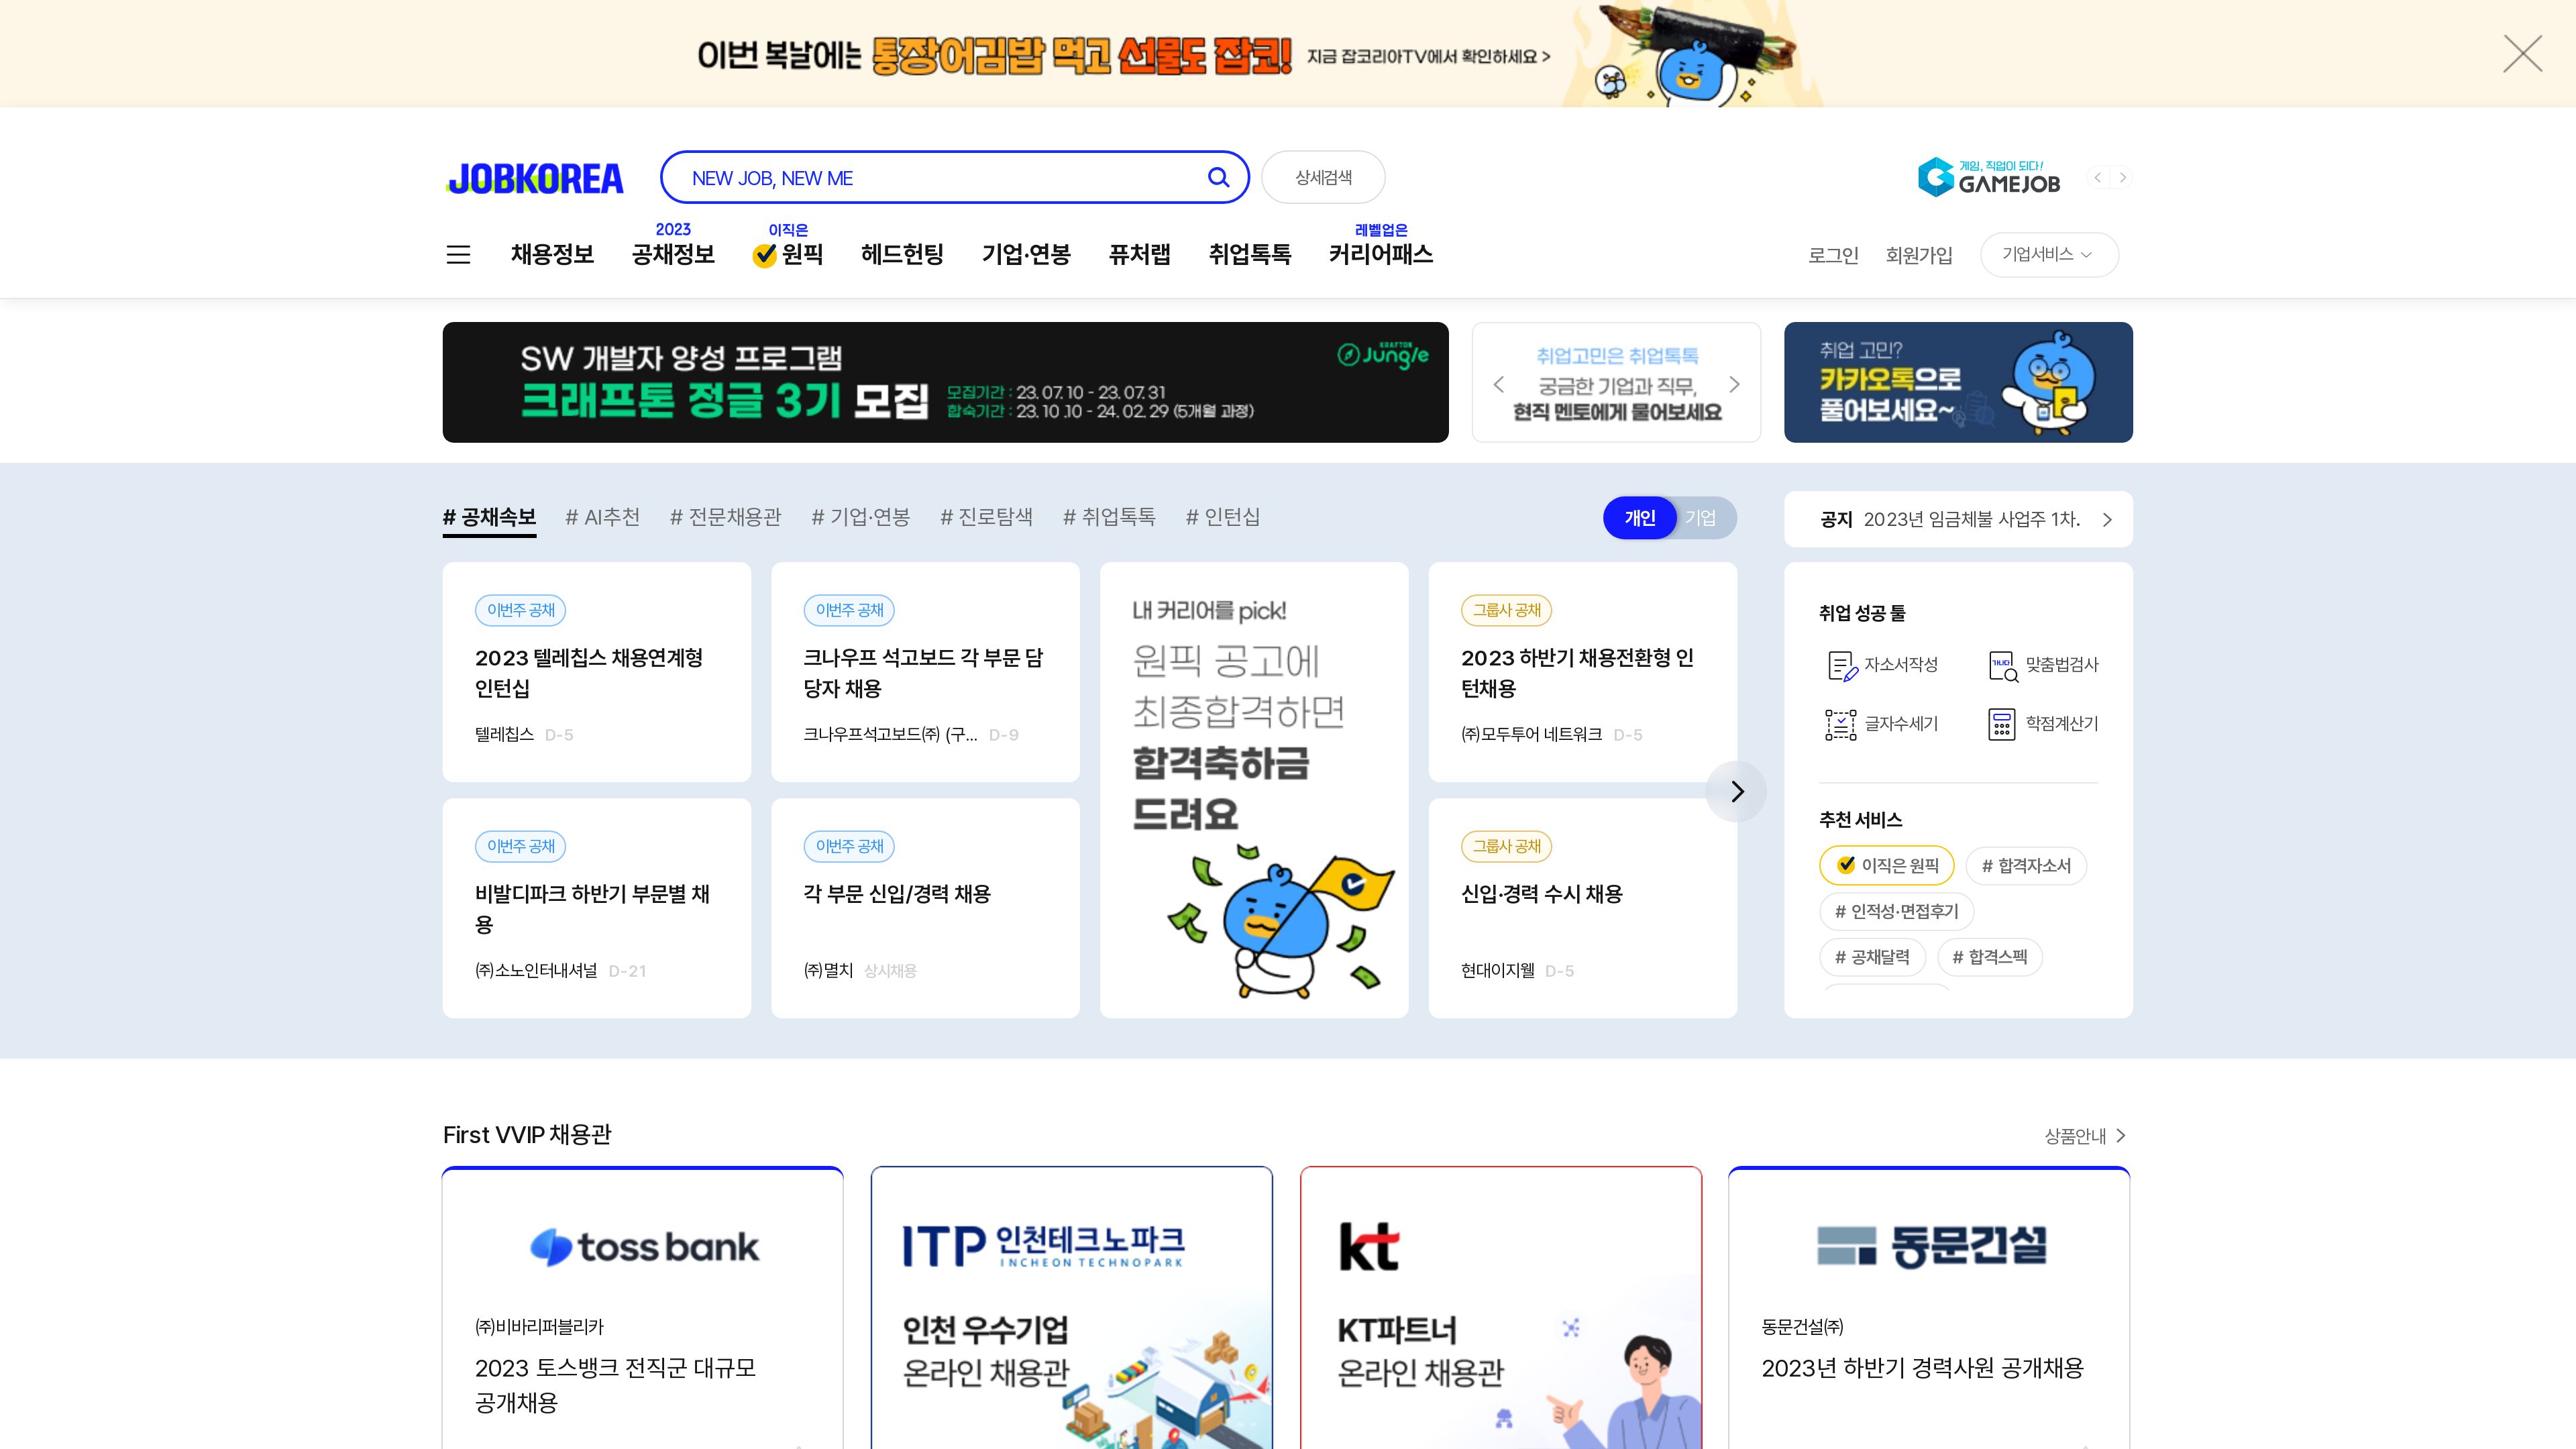 이번 복날에는 통장어김밥 먹고 선물도 잡코! 지금 잡코리아TV에서 확인하세요 >
JOBKOREA
NEW JOB, NEW ME
상세검색
게임, 직업이 되다!
GAMEJOB
2023
이직은
레벨업은
채용정보 공채정보 원픽 헤드헌팅 기업·연봉 퓨처랩 취업톡톡 커리어패스
로그인 회원가입 기업서비스
SW 개발자 양성 프로그램
크래프톤 정글 3기 모집
모집기간 : 23. 07. 10 - 23. 07. 31
합숙기간 : 23. 10 .10 - 24. 02. 29 (5개월 과정)
KRAFTON
Jungle
취업고민은 취업톡톡
궁금한 기업과 직무,
현직 멘토에게 물어보세요
취업 고민?
카카오톡으로
풀어보세요~
# 공채속보 # AI추천 # 전문채용관 # 기업·연봉 # 진로탐색 # 취업톡톡 # 인턴십
개인 기업
공지 2023년 임금체불 사업주 1차.
이번주 공채
2023 텔레칩스 채용연계형
인턴십
텔레칩스 D-5
이번주 공채
크나우프 석고보드 각 부문 담
당자 채용
크나우프석고보드㈜ (구... D-9
내 커리어를 pick!
원픽 공고에
최종합격하면
합격축하금
드려요
그룹사 공채
2023 하반기 채용전환형 인
턴채용
㈜모두투어 네트워크 D-5
이번주 공채
비발디파크 하반기 부문별 채
용
㈜소노인터내셔널 D-21
이번주 공채
각 부문 신입/경력 채용
㈜멸치 상시채용
그룹사 공채
신입·경력 수시 채용
현대이지웰 D-5
취업 성공 툴
자소서작성
가나다
맞춤법검사
글자수세기
학점계산기
추천 서비스
이직은 원픽
# 합격자소서
# 인적성·면접후기
# 공채달력
# 합격스펙
First VVIP 채용관
상품안내
toss bank
㈜비바리퍼블리카
2023 토스뱅크 전직군 대규모
공개채용
ITP 인천테크노파크
INCHEON TECHNOPARK
인천 우수기업
온라인 채용관
kt
KT파트너
온라인 채용관
동문건설
동문건설㈜
2023년 하반기 경력사원 공개채용